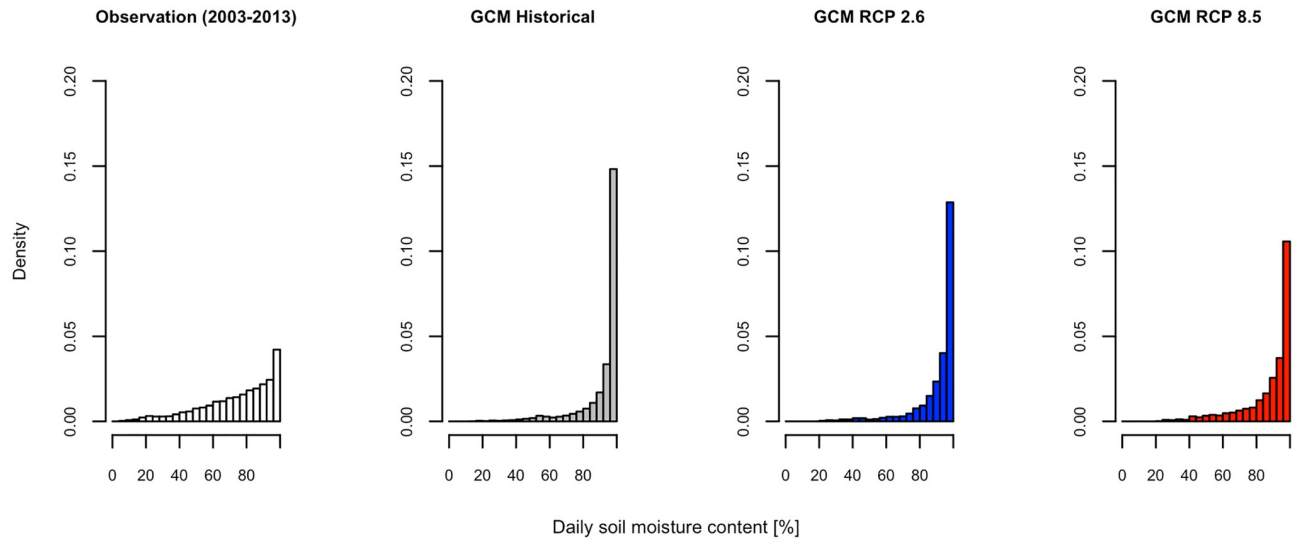 Observation (2003-2013)
GCM Historical
GCM RCP 2.6
GCM RCP 8.5
Density
0.00 0.05 0.10 0.15 0.20
0 20 40 60 80
0.00 0.05 0.10 0.15 0.20
0 20 40 60 80
0.00 0.05 0.10 0.15 0.20
0 20 40 60 80
0.00 0.05 0.10 0.15 0.20
0 20 40 60 80
Daily soil moisture content [%]